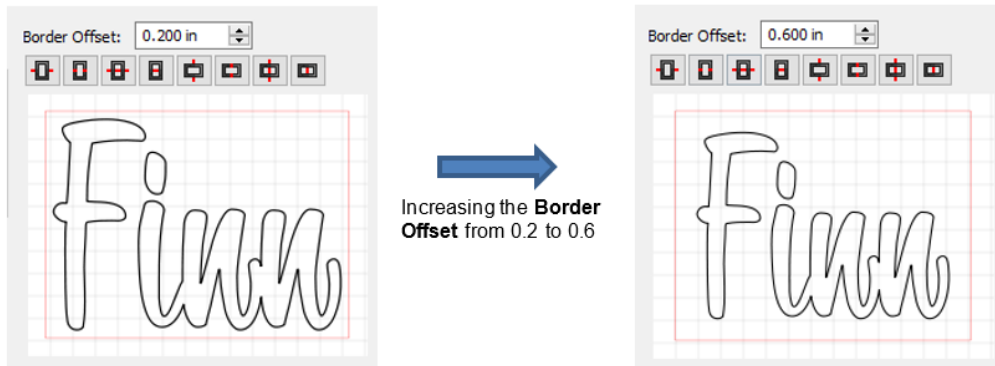 Border Offset: 0.200 in
Finn
Increasing the Border
Offset from 0.2 to 0.6
Border Offset: 0.600 in
Finn